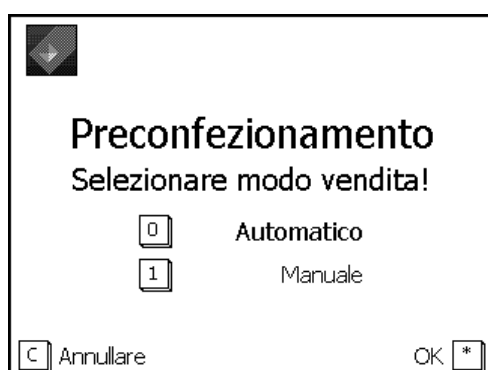 Preconfezionamento
Selezionare modo vendita!
0 Automatico
1 Manuale
C Annullare OK *